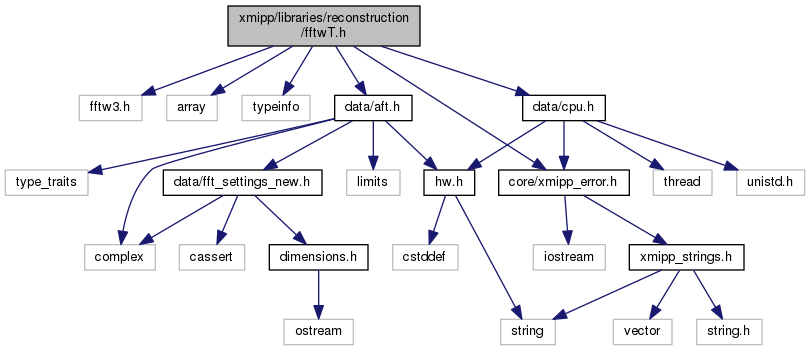 xmipp/libraries/reconstruction
/fftwT.h
fftw3.h
array
typeinfo
data/aft.h
data/cpu.h
type_traits
data/fft_settings_new.h
limits
hw.h
core/xmipp_error.h
thread
unistd.h
complex
cassert
dimensions.h
cstddef
iostream
xmipp_strings.h
ostream
string
vector
string.h